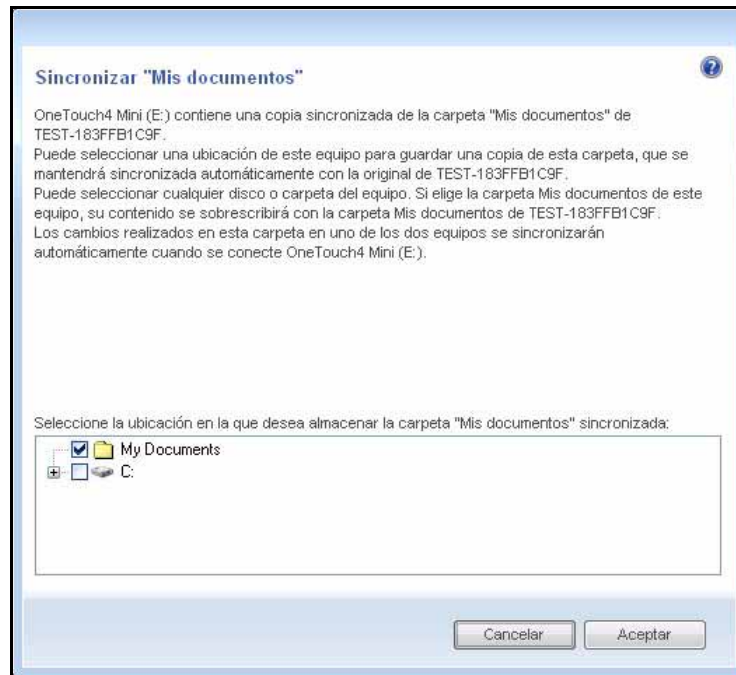 Sincronizar "Mis documentos"
OneTouch4 Mini (E:) contiene una copia sincronizada de la carpeta "Mis documentos" de
TEST-183FFB1C9F.
Puede seleccionar una ubicación de este equipo para guardar una copia de esta carpeta, que se
mantendrá sincronizada automáticamente con la original de TEST-183FFB1C9F.
Puede seleccionar cualquier disco o carpeta del equipo. Si elige la carpeta Mis documentos de este
equipo, su contenido se sobrescribirá con la carpeta Mis documentos de TEST-183FFB1C9F.
Los cambios realizados en esta carpeta en uno de los dos equipos se sincronizarán
automáticamente cuando se conecte OneTouch4 Mini (E:).
Seleccione la ubicación en la que desea almacenar la carpeta "Mis documentos" sincronizada:
My Documents
C:
Cancelar Aceptar